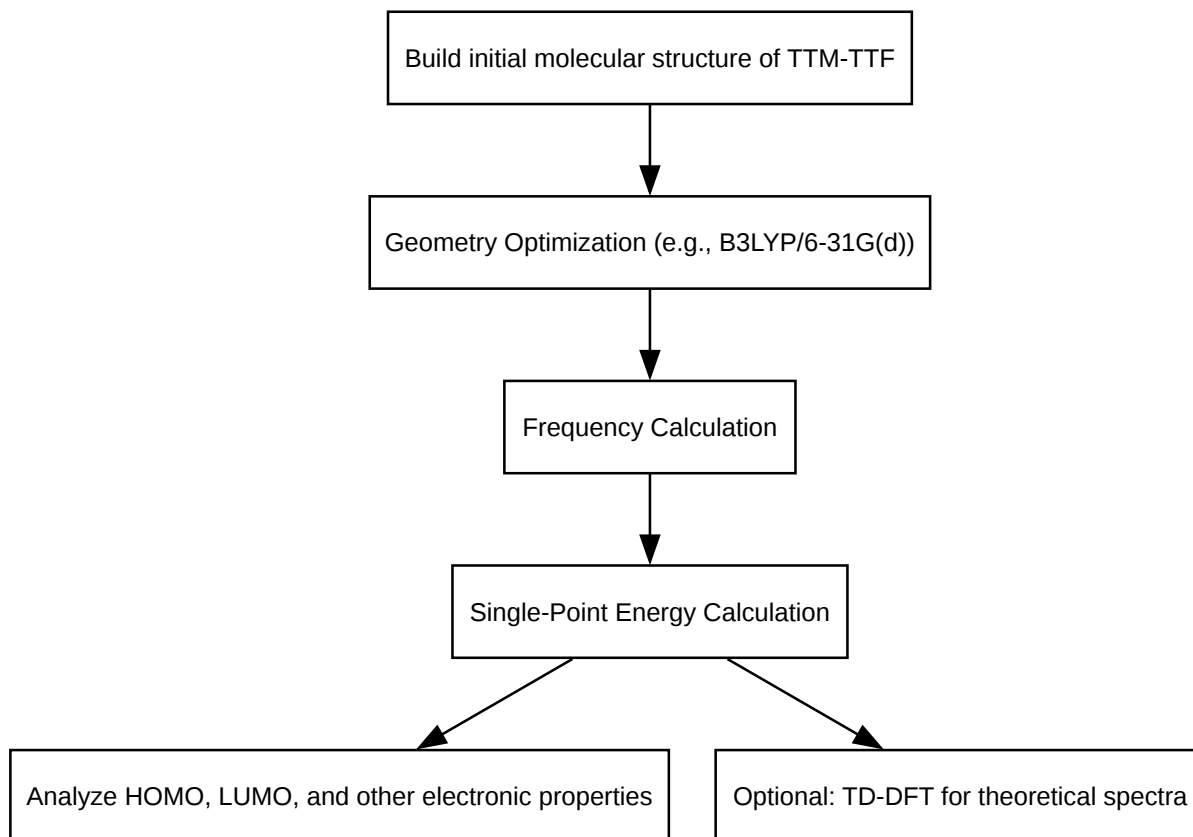 Build initial molecular structure of TTM-TTF
Geometry Optimization (e.g., B3LYP/6-31G(d))
Frequency Calculation
Single-Point Energy Calculation
Analyze HOMO, LUMO, and other electronic properties
Optional: TD-DFT for theoretical spectra